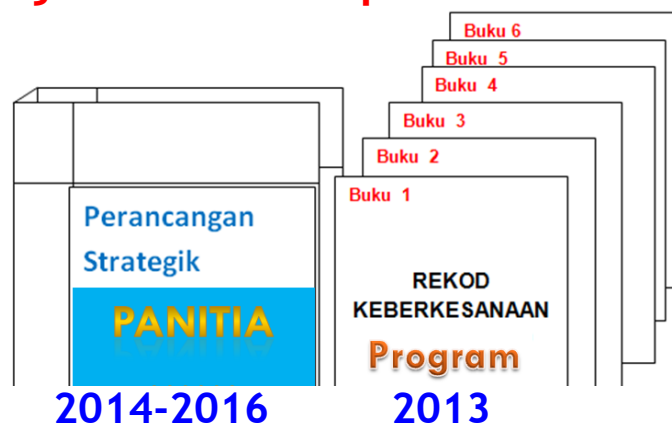 Perancangan
Strategik
PANITIA
2014-2016
Buku 6
Buku 5
Buku 4
Buku 3
Buku 2
Buku 1
REKOD
KEBERKESANAAN
Program
2013